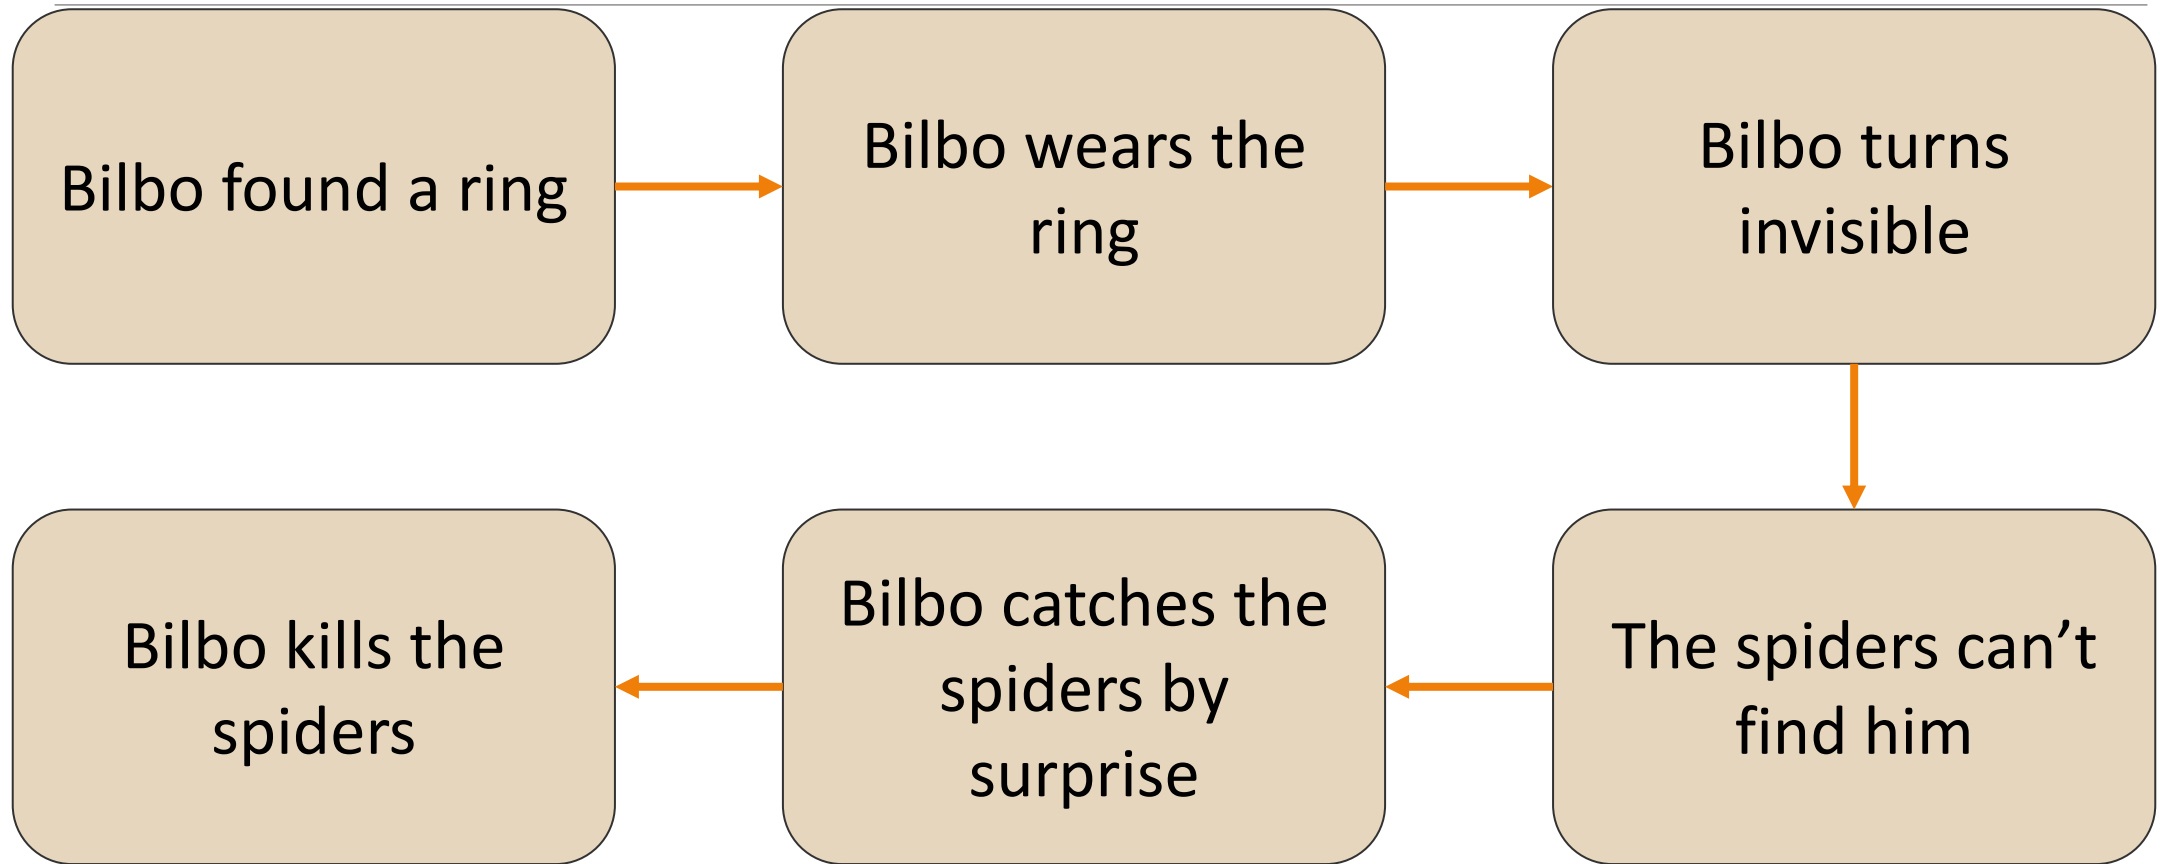 Bilbo found a ring
Bilbo wears the
ring
Bilbo turns
invisible
The spiders can’t
find him
Bilbo catches the
spiders by
surprise
Bilbo kills the
spiders